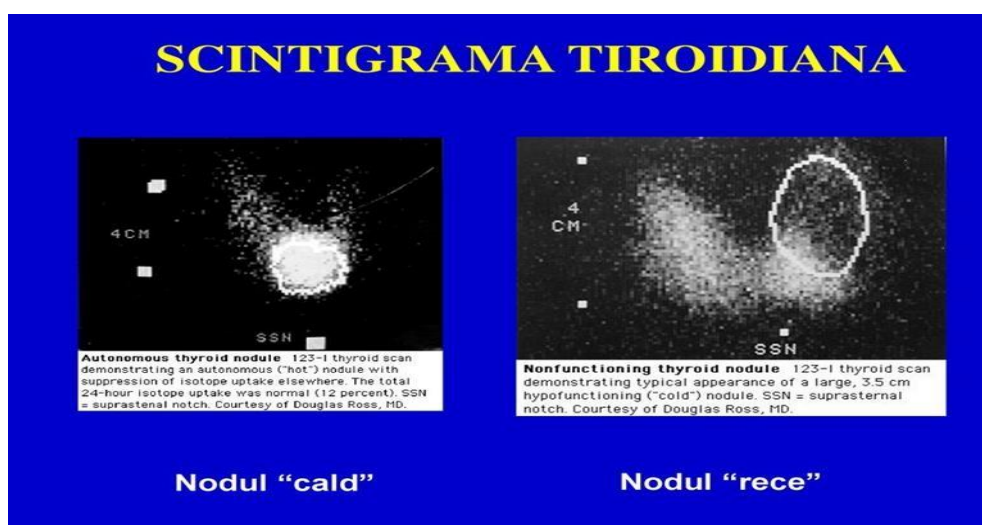 SCINTIGRAMA TIROIDIANA
4CM
SSN
Autonomous thyroid nodule 123-I thyroid scan
demonstrating an autonomous ("hot") nodule with
suppression of isotope uptake elsewhere. The total
24-hour isotope uptake was normal (12 percent). SSN
= suprastenal notch. Courtesy of Douglas Ross, MD.
Nodul “cald”
4
CM
SSN
Nonfunctioning thyroid nodule 123-I thyroid scan
demonstrating typical appearance of a large, 3.5 cm
hypofunctioning ("cold") nodule. SSN = suprasternal
notch. Courtesy of Douglas Ross, MD.
Nodul “rece”